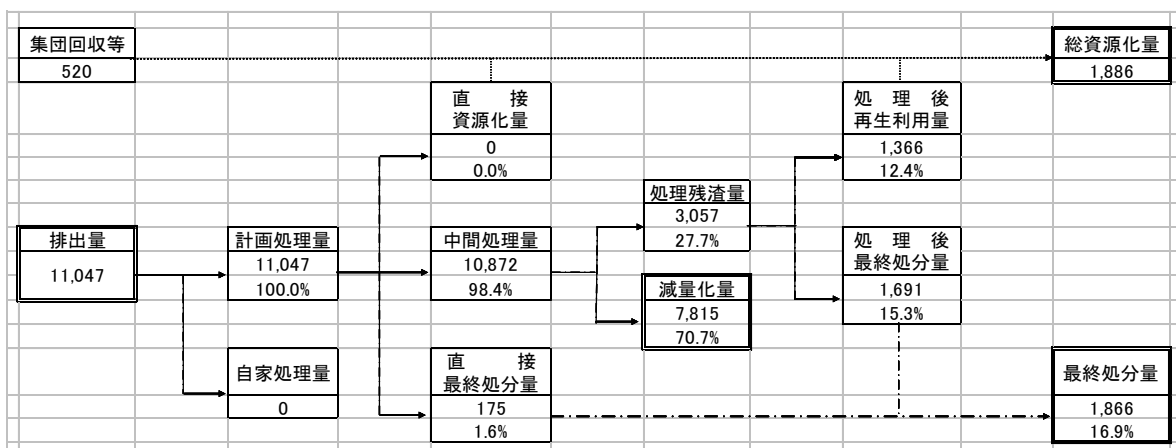 集団回収等
520
総資源化量
1,886
直　接
資源化量
0
0.0%
処　理　後
再生利用量
1,366
12.4%
処理残渣量
3,057
27.7%
排出量
11,047
計画処理量
11,047
100.0%
中間処理量
10,872
98.4%
処　理　後
最終処分量
1,691
15.3%
減量化量
7,815
70.7%
自家処理量
0
直　接
最終処分量
175
1.6%
最終処分量
1,866
16.9%